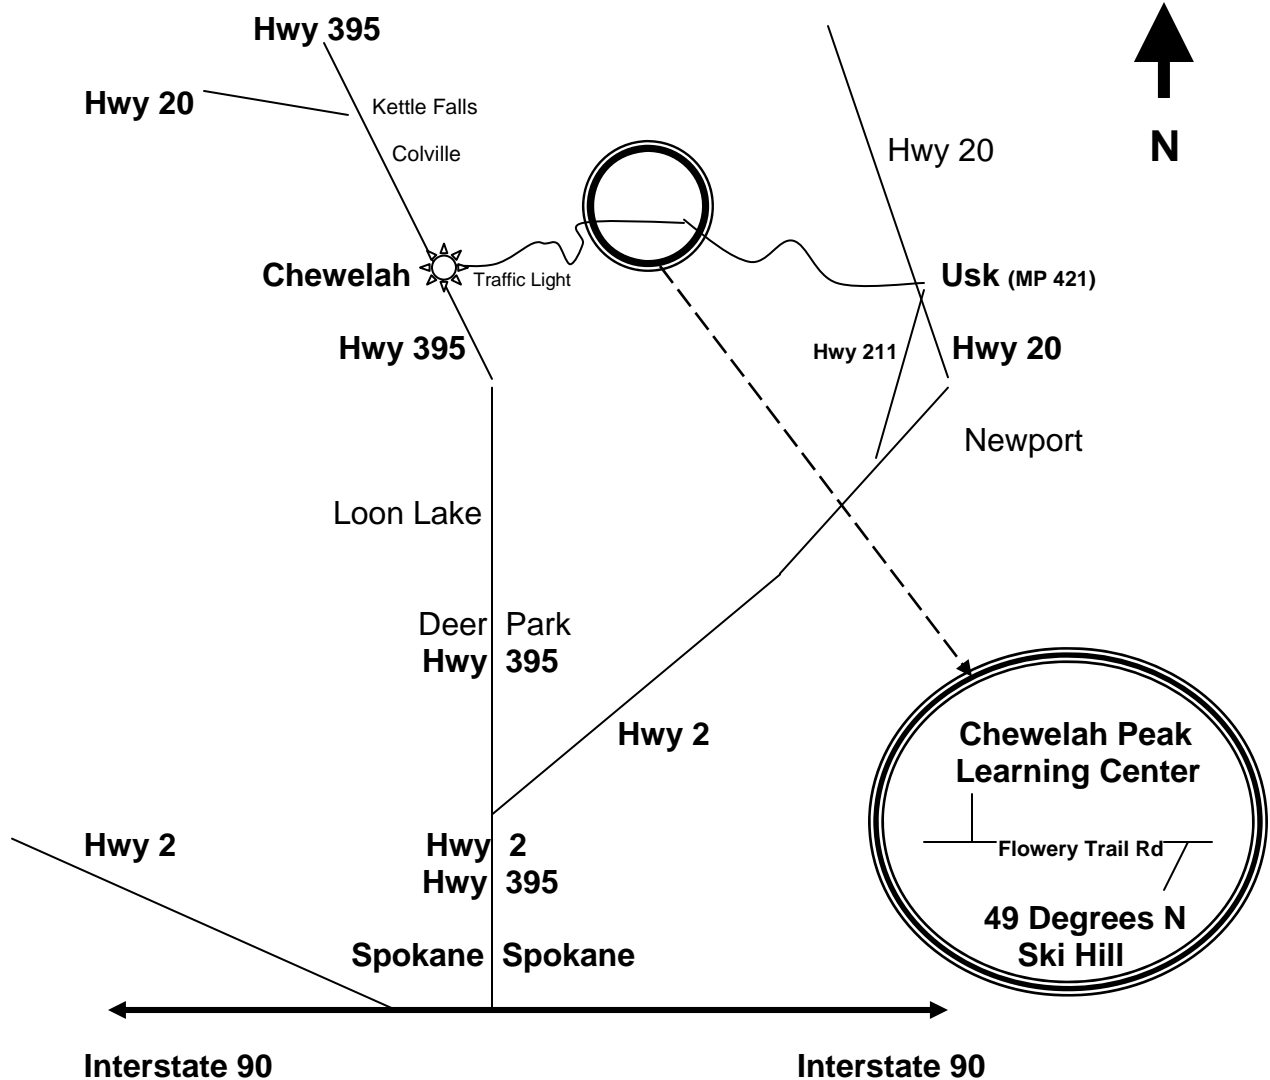 Hwy 395
Hwy 20
Kettle Falls
Colville
Hwy 20
N
Chewelah
Traffic Light
Usk (MP 421)
Hwy 395
Hwy 211
Hwy 20
Newport
Loon Lake
Deer Park
Hwy 395
Hwy 2
Chewelah Peak
Learning Center
Flowery Trail Rd
49 Degrees N
Ski Hill
Hwy 2
Hwy 2
Hwy 395
Spokane Spokane
Interstate 90
Interstate 90